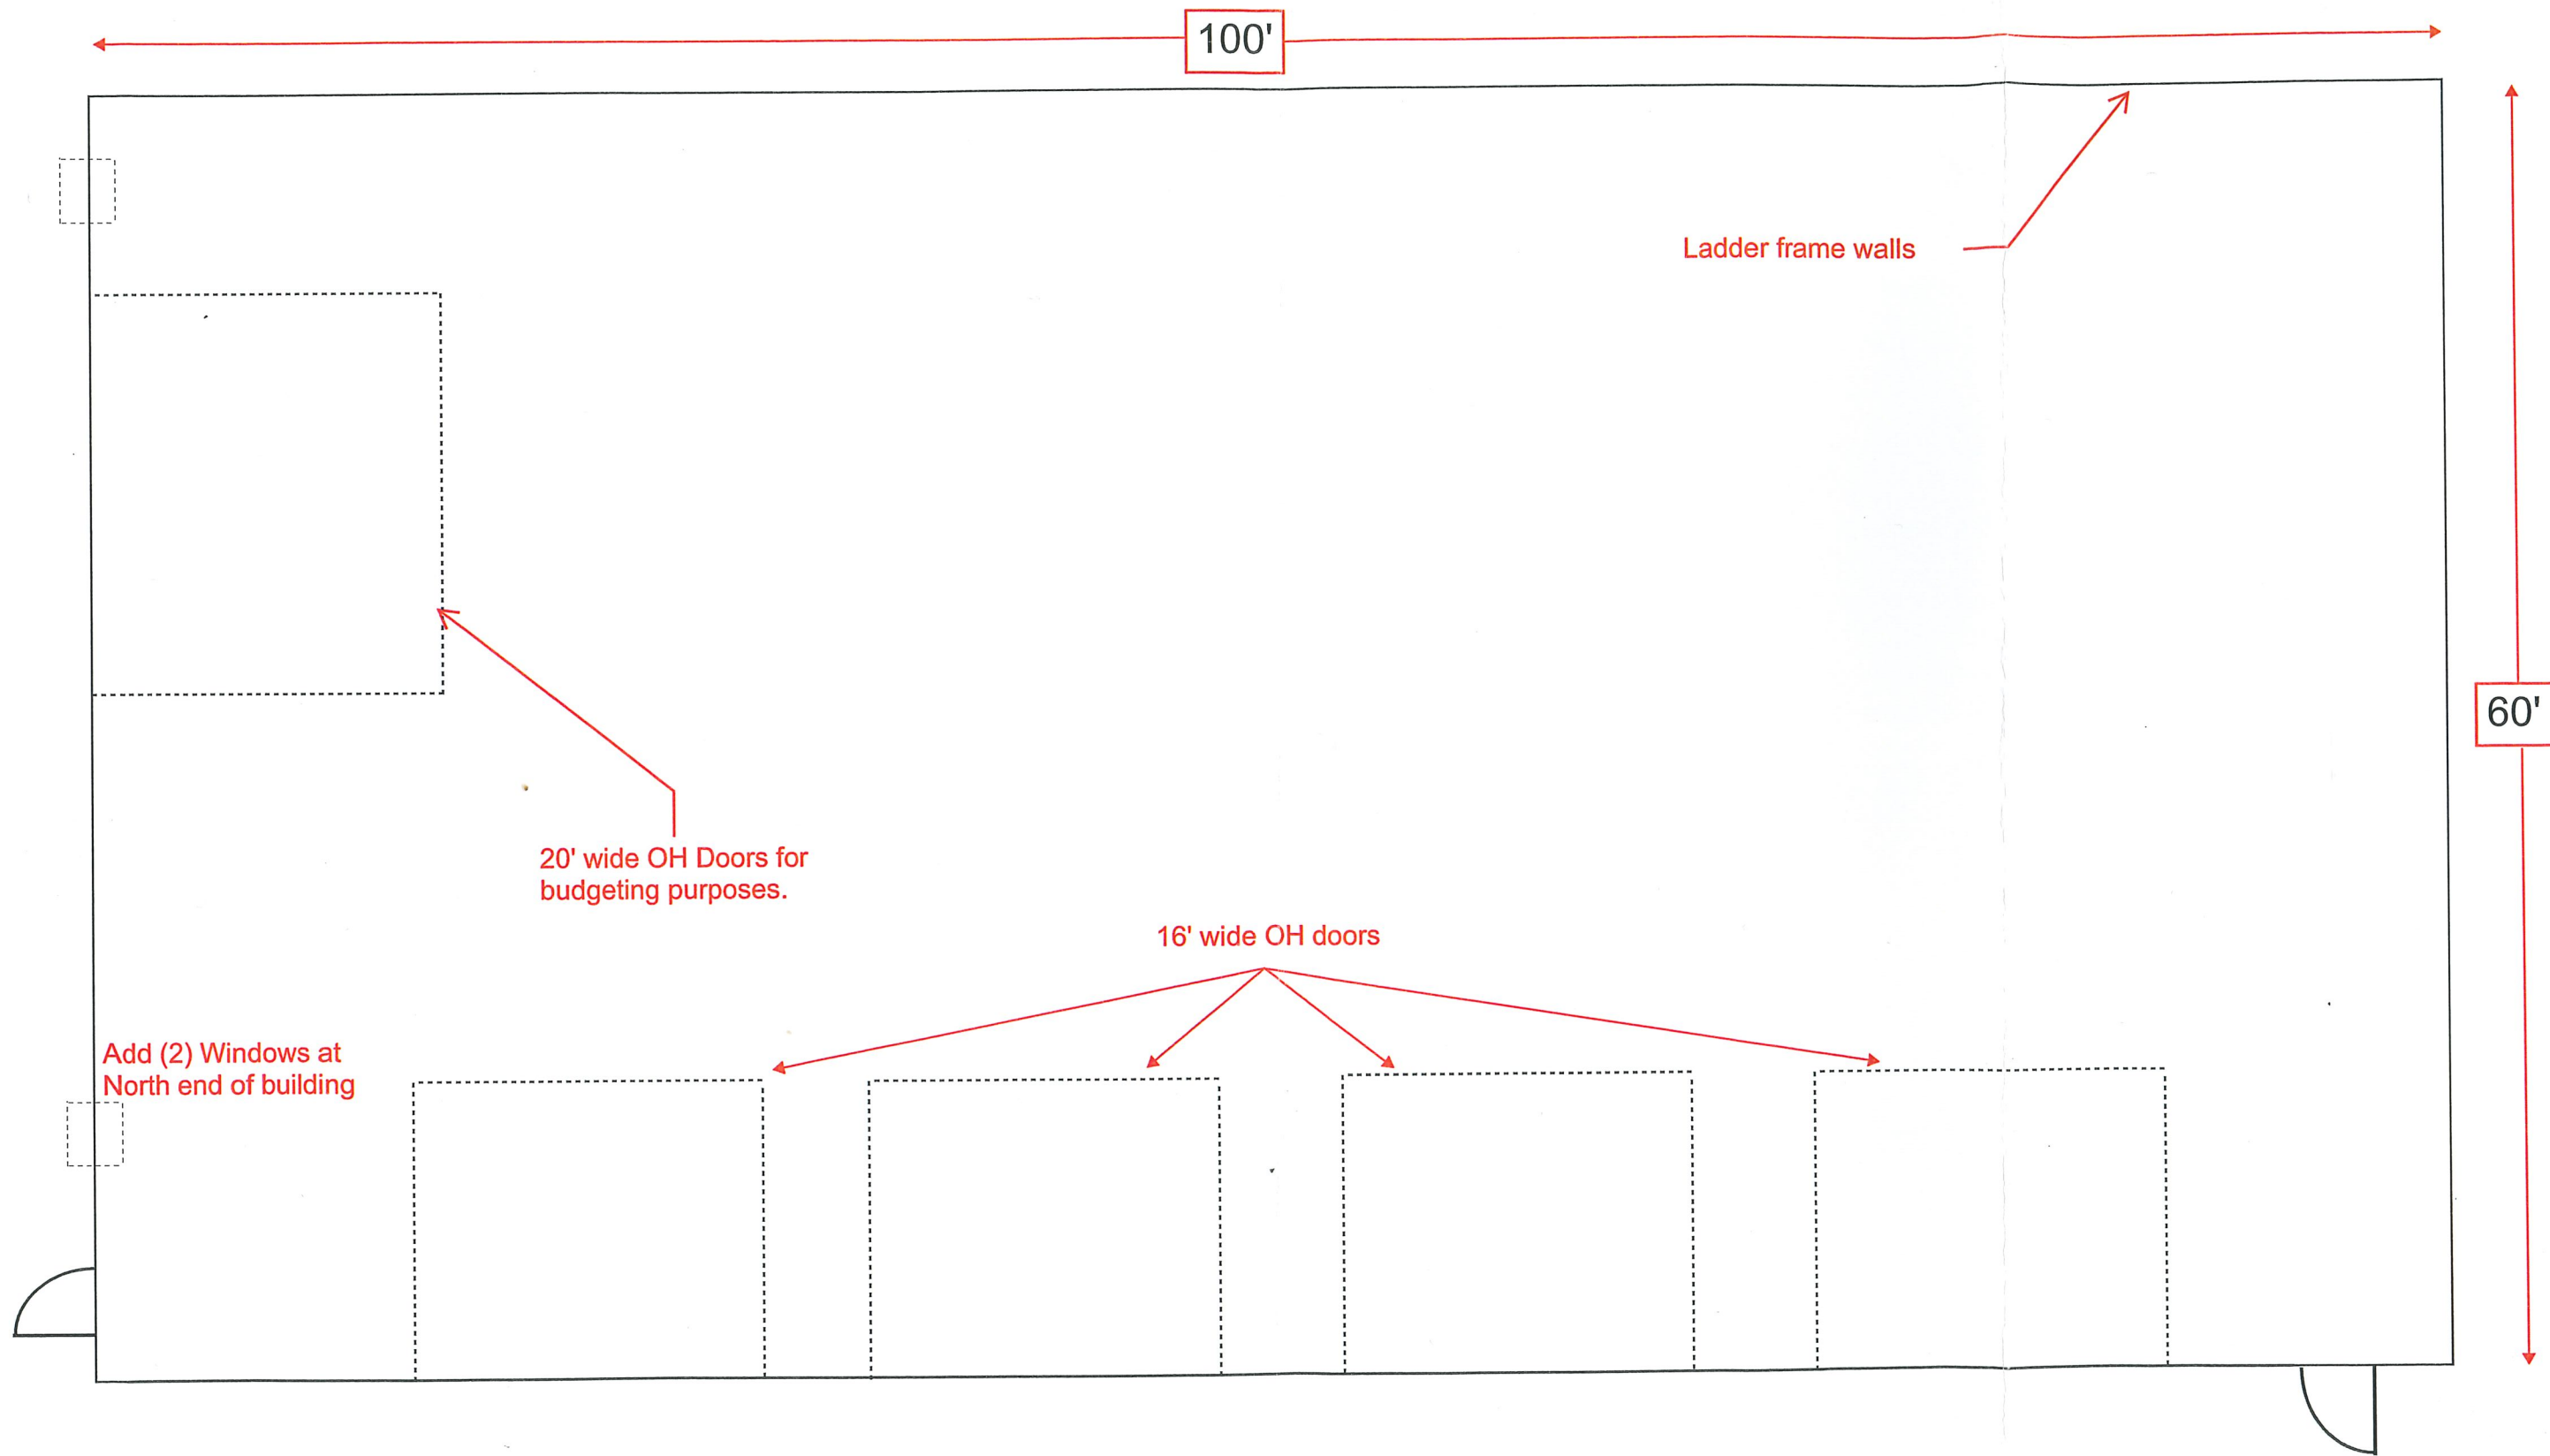 100'
Ladder frame walls
60'
20' wide OH Doors for
budgeting purposes.
16' wide OH doors
Add (2) Windows at
North end of building